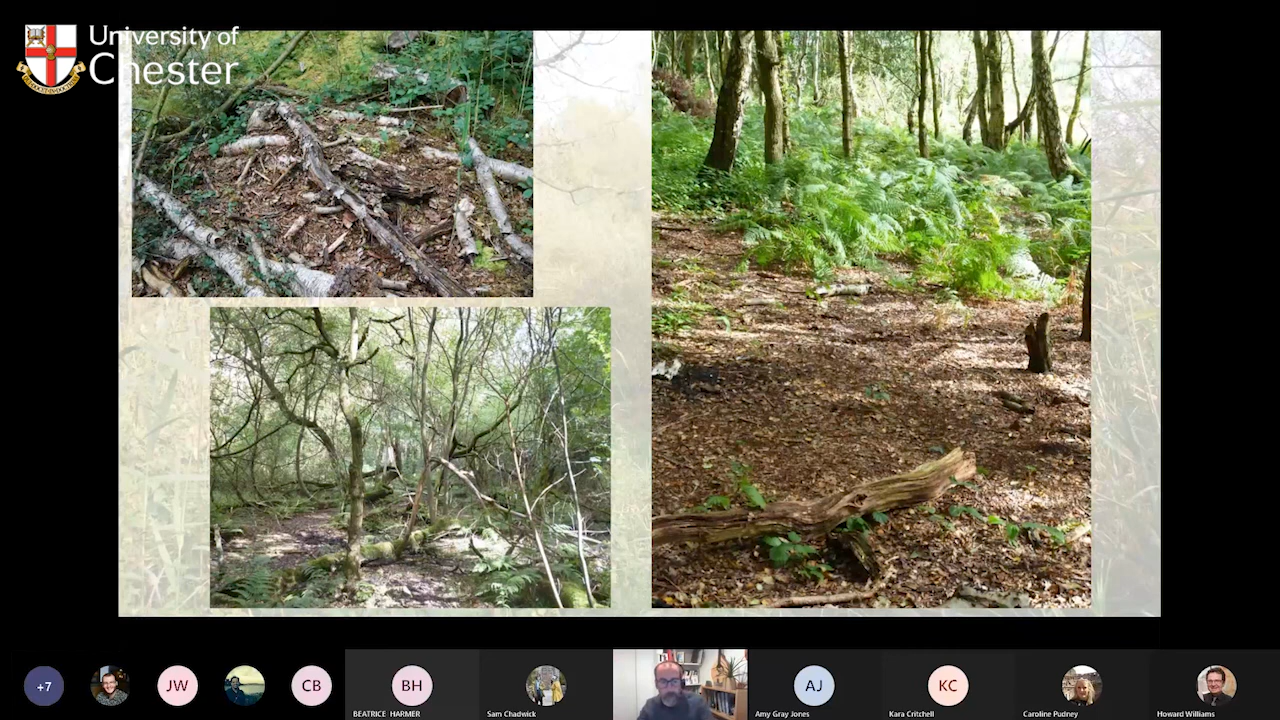 University of
Chester
+7
JW
CB
BH
BEATRICE HARMER
Sam Chadwick
AJ
Amy Gray Jones
KC
Kara Critchell
Caroline Pudney
Howard Williams